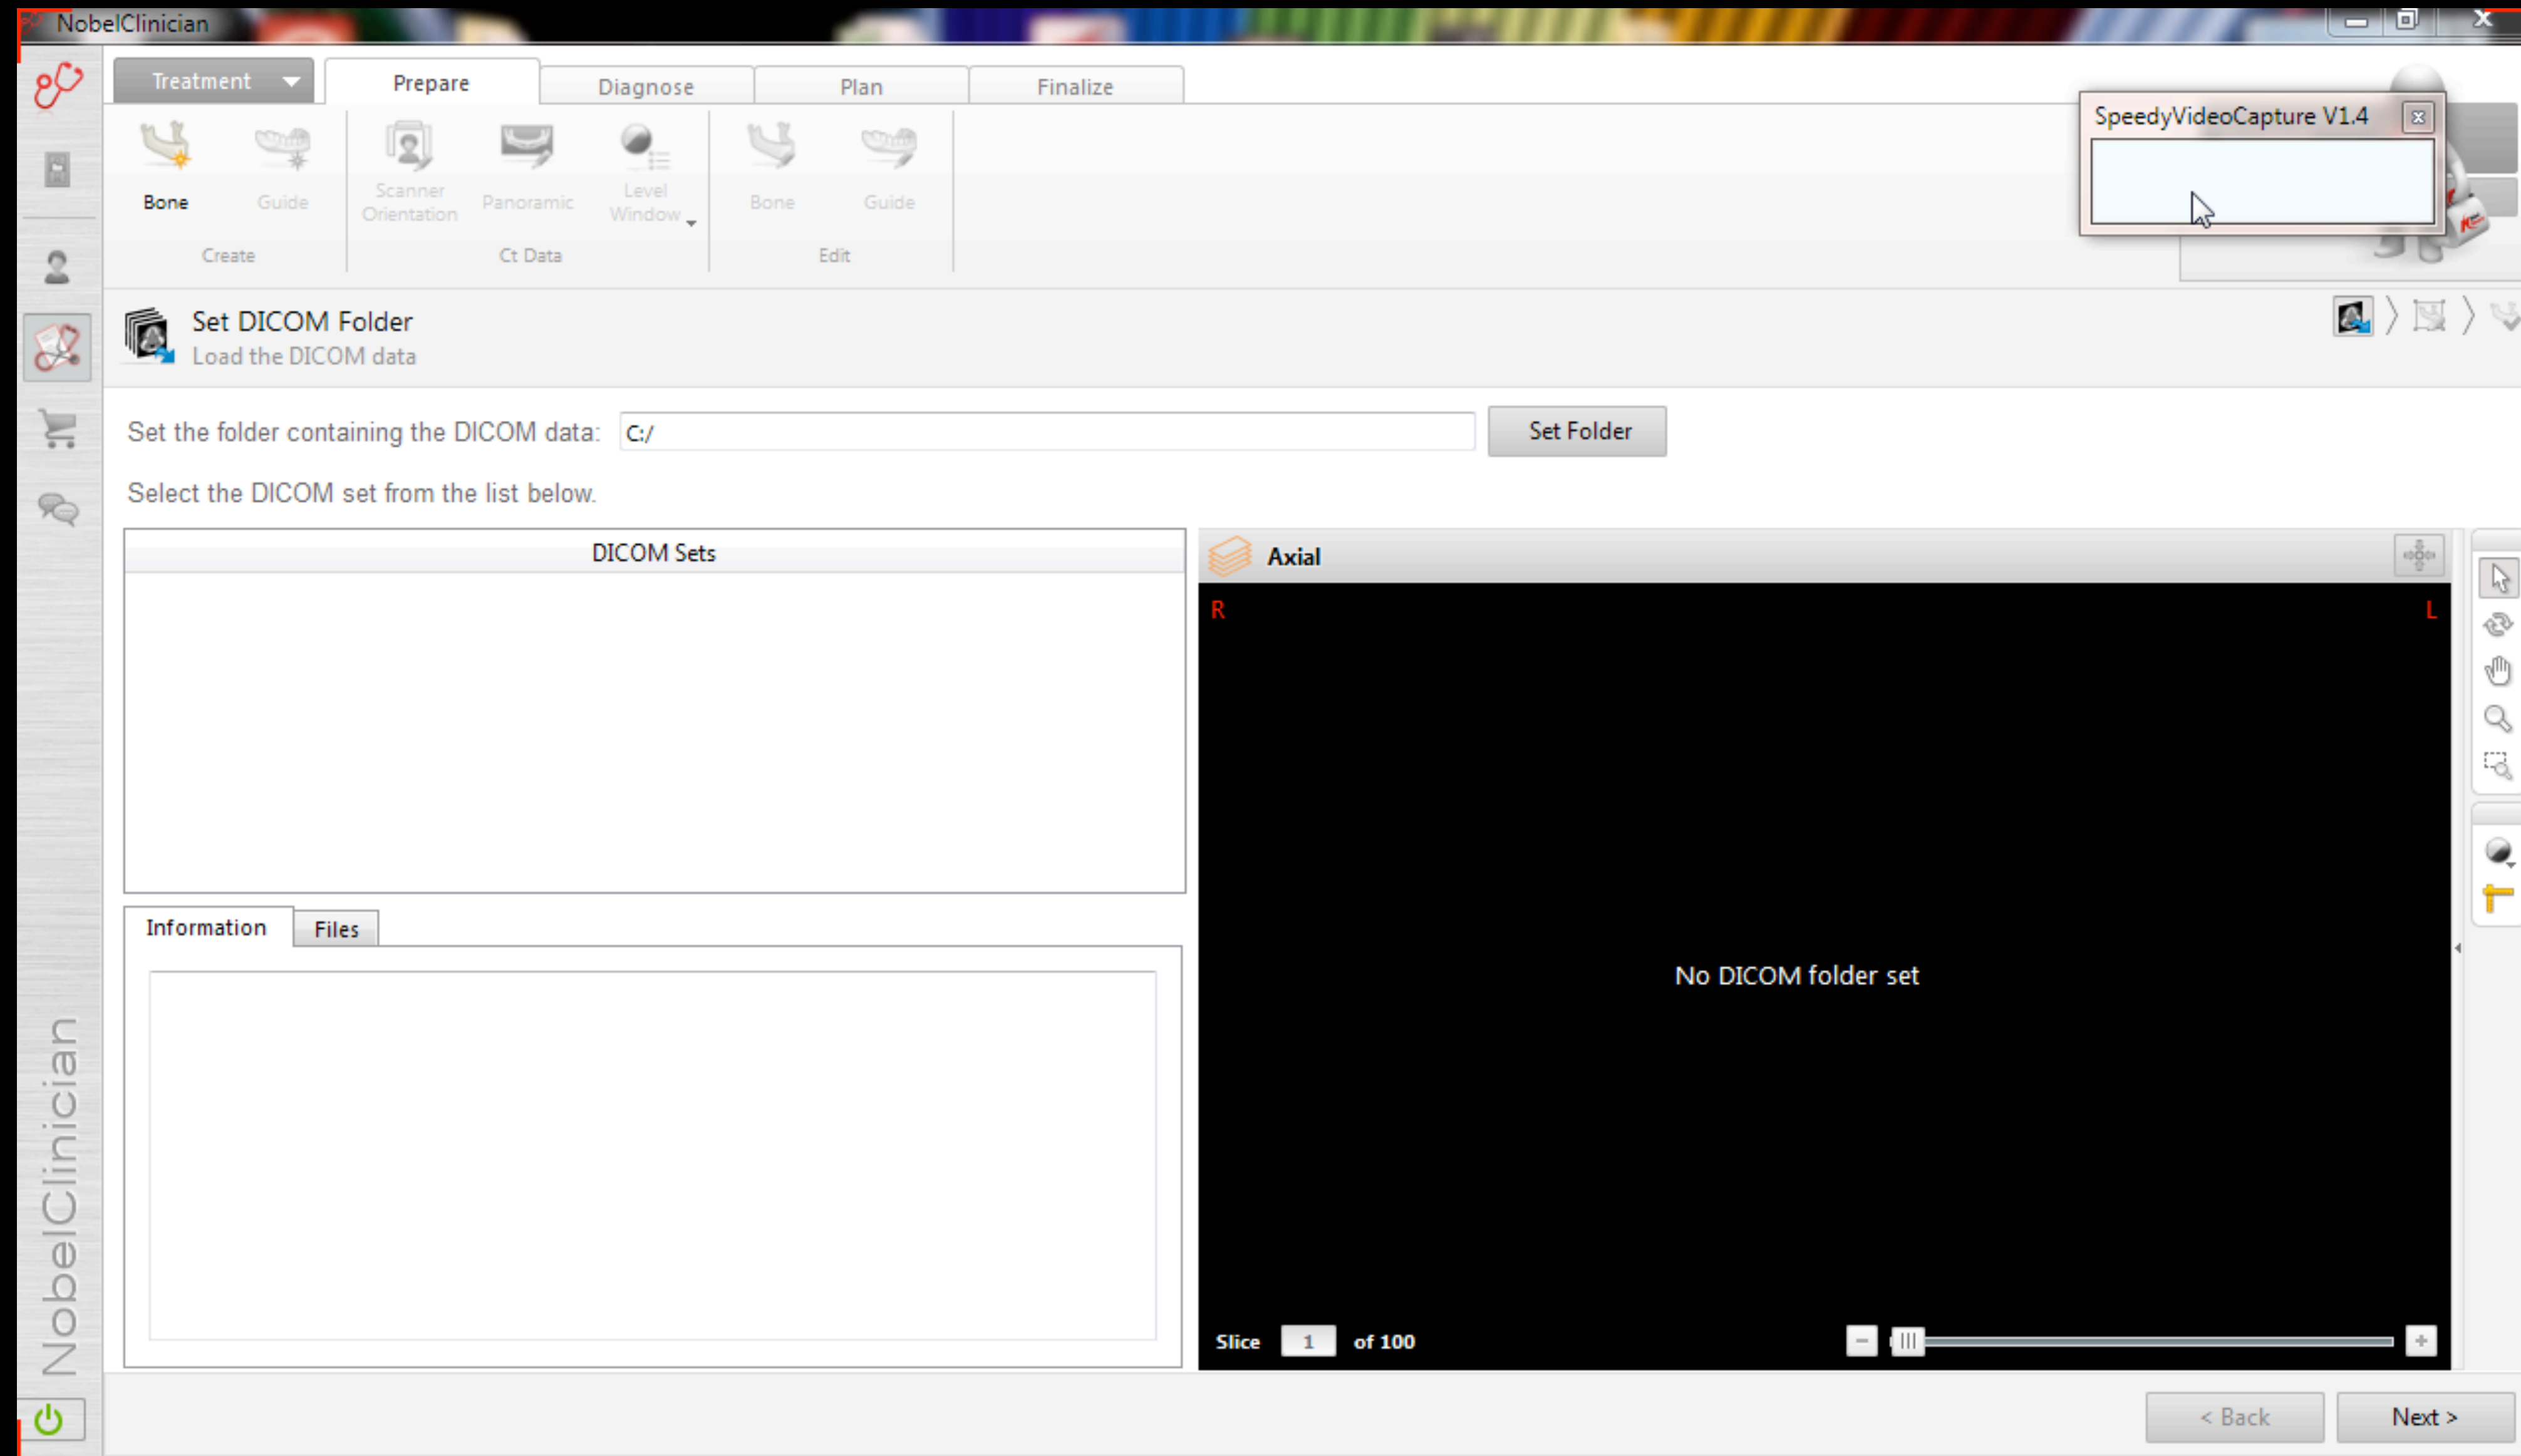 NobelClinician
Treatment
Prepare
Diagnose
Plan
Finalize
SpeedyVideoCapture V1.4
Bone
Guide
Scanner
Orientation
Panoramic
Level
Window
Bone
Guide
Create
Ct Data
Edit
Set DICOM Folder
Load the DICOM data
Set the folder containing the DICOM data:
C:/
Set Folder
Select the DICOM set from the list below.
DICOM Sets
Axial
R
L
Information
Files
No DICOM folder set
Slice 1 of 100
NobelClinician
< Back
Next >